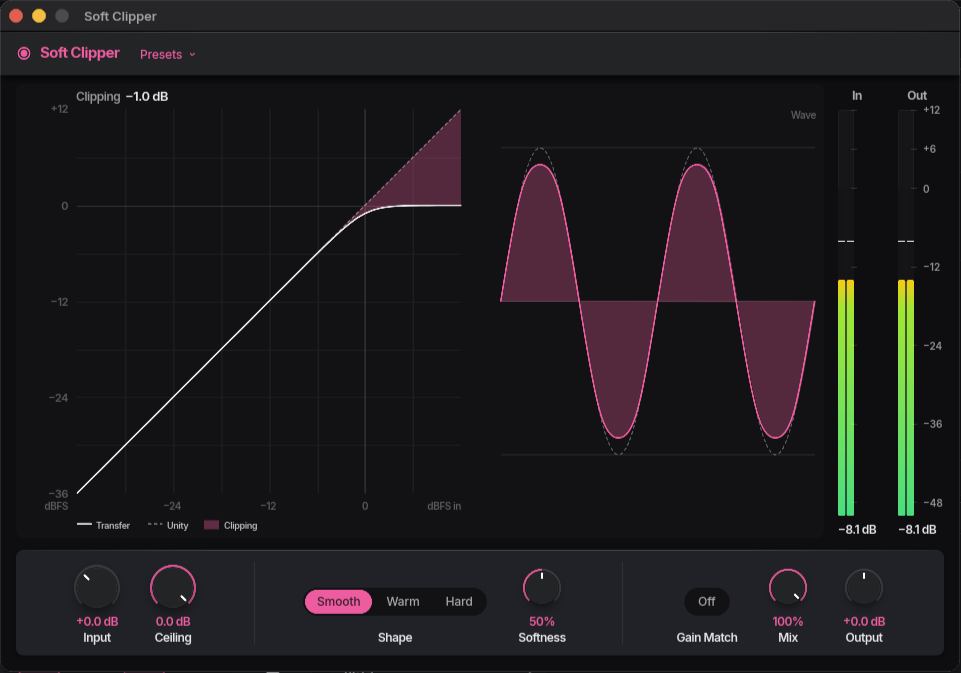 Soft Clipper
Soft Clipper Presets
Clipping −1.0 dB
Wave
In Out
+12
0
−12
−24
−36
dBFS
−24 −12 0 dBFS in
Transfer Unity Clipping
+12
+6
0
−12
−24
−36
−48
−8.1 dB −8.1 dB
Smooth Warm Hard
Off
+0.0 dB 0.0 dB 50% 100% +0.0 dB
Input Ceiling Shape Softness Gain Match Mix Output